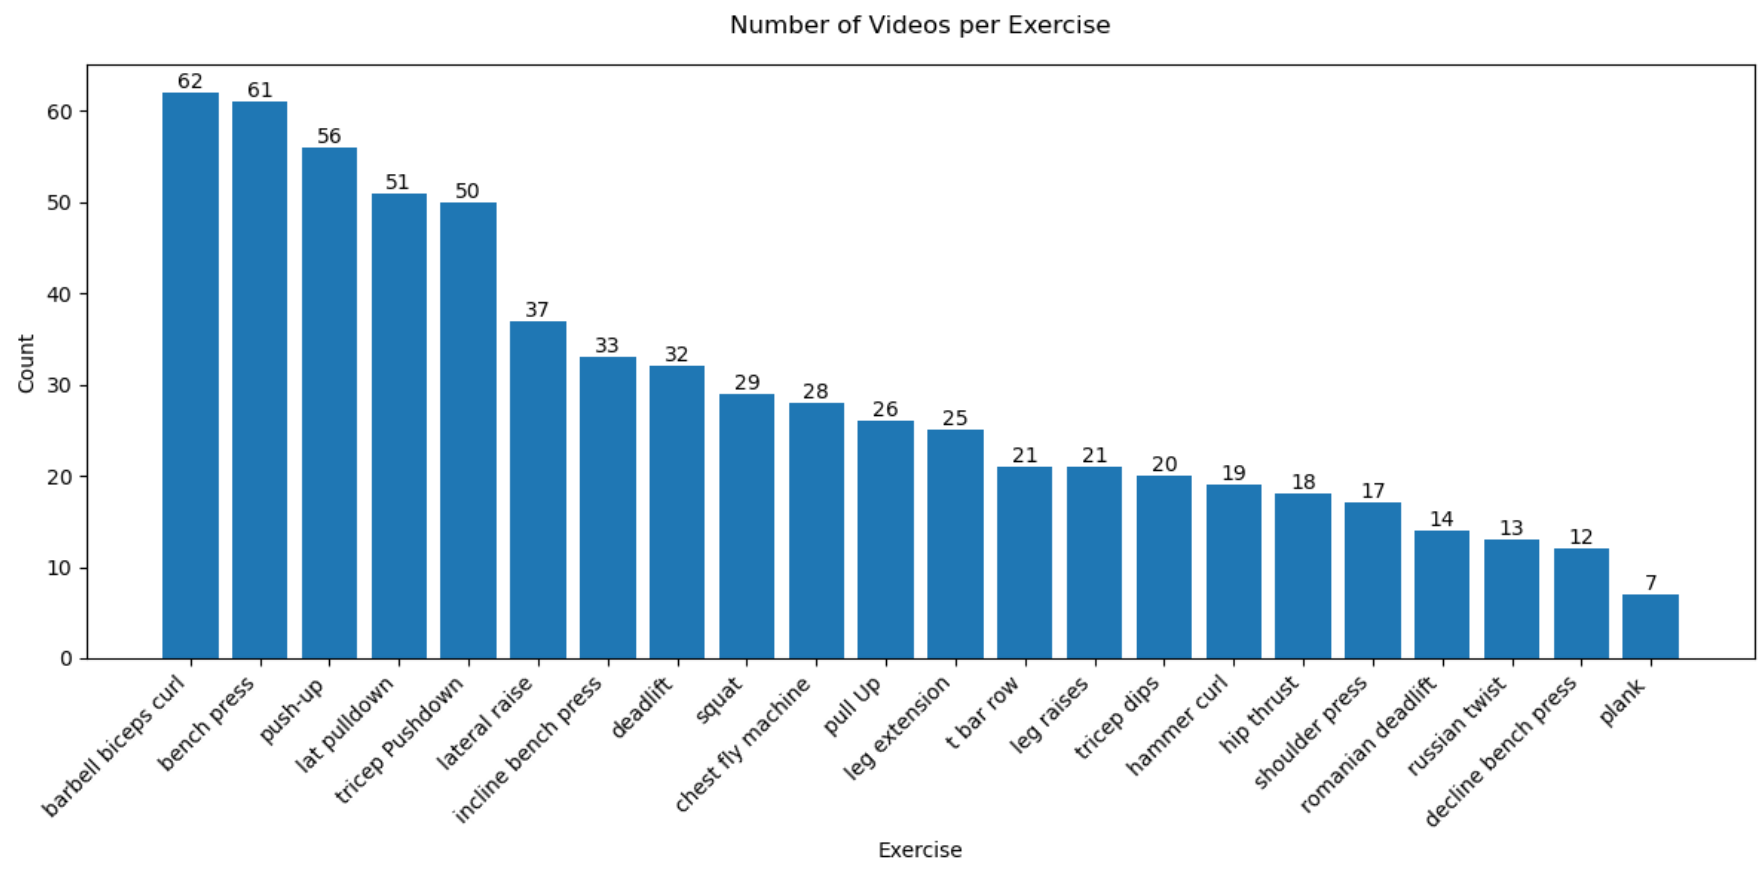 Number of Videos per Exercise
62
61
56
51
50
37
33
32
29
28
26
25
21
21
20
19
18
17
14
13
12
7
60
50
40
30
20
10
0
Count
barbell biceps curl
bench press
push-up
lat pulldown
tricep Pushdown
lateral raise
incline bench press
deadlift
squat
chest fly machine
pull Up
leg extension
t bar row
leg raises
tricep dips
hammer curl
hip thrust
shoulder press
romanian deadlift
russian twist
decline bench press
plank
Exercise